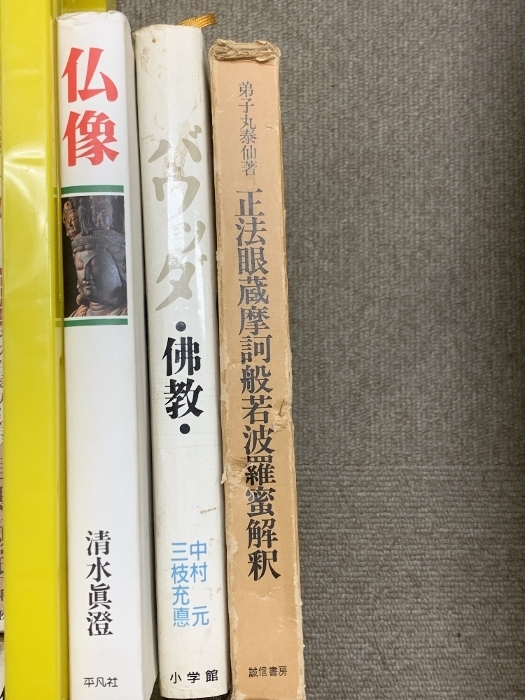 仏像
清水眞澄
平凡社
バウッダ
・佛教・
中村 元
三枝充悳
小学館
弟子丸泰仙著
正法眼蔵摩訶般若波羅蜜解釈
誠信書房